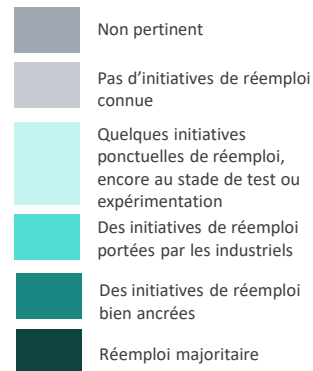 Non pertinent
Pas d'initiatives de réemploi
connue
Quelques initiatives
ponctuelles de réemploi,
encore au stade de test ou
expérimentation
Des initiatives de réemploi
portées par les industriels
Des initiatives de réemploi
bien ancrées
Réemploi majoritaire